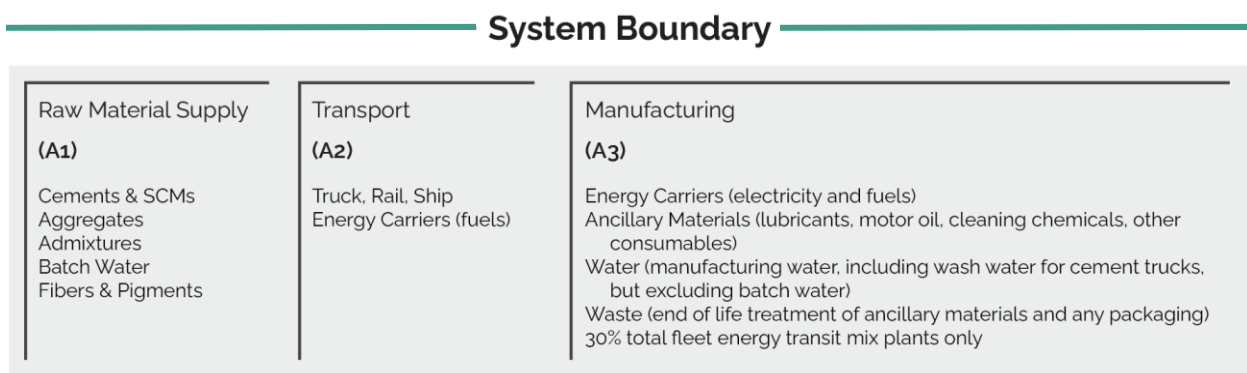 System Boundary
Raw Material Supply
(A1)
Cements & SCMs
Aggregates
Admixtures
Batch Water
Fibers & Pigments
Transport
(A2)
Truck, Rail, Ship
Energy Carriers (fuels)
Manufacturing
(A3)
Energy Carriers (electricity and fuels)
Ancillary Materials (lubricants, motor oil, cleaning chemicals, other
consumables)
Water (manufacturing water, including wash water for cement trucks,
but excluding batch water)
Waste (end of life treatment of ancillary materials and any packaging)
30% total fleet energy transit mix plants only